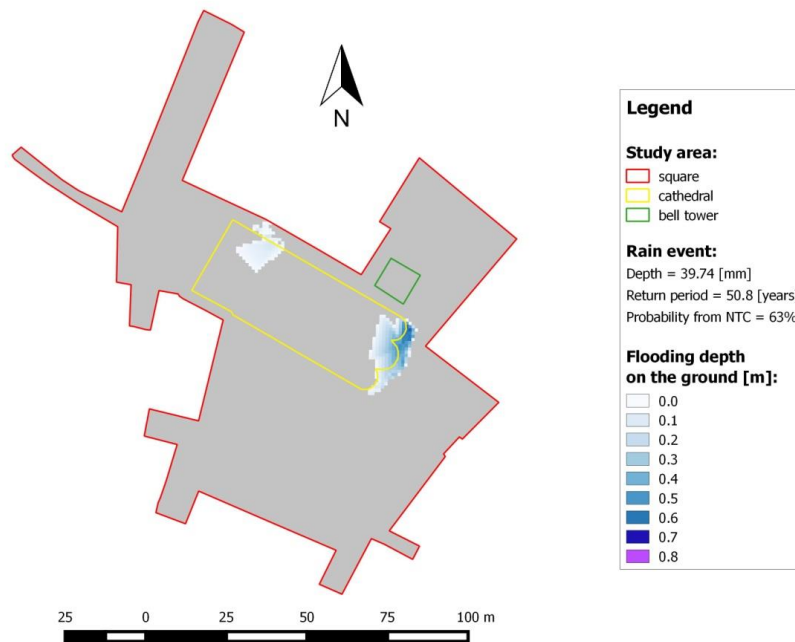 N
Legend
Study area:
square
cathedral
bell tower
Rain event:
Depth = 39.74 [mm]
Return period = 50.8 [years
Probability from NTC = 63%
Flooding depth
on the ground [m]:
0.0
0.1
0.2
0.3
0.4
0.5
0.6
0.7
0.8
25 0 25 50 75 100 m